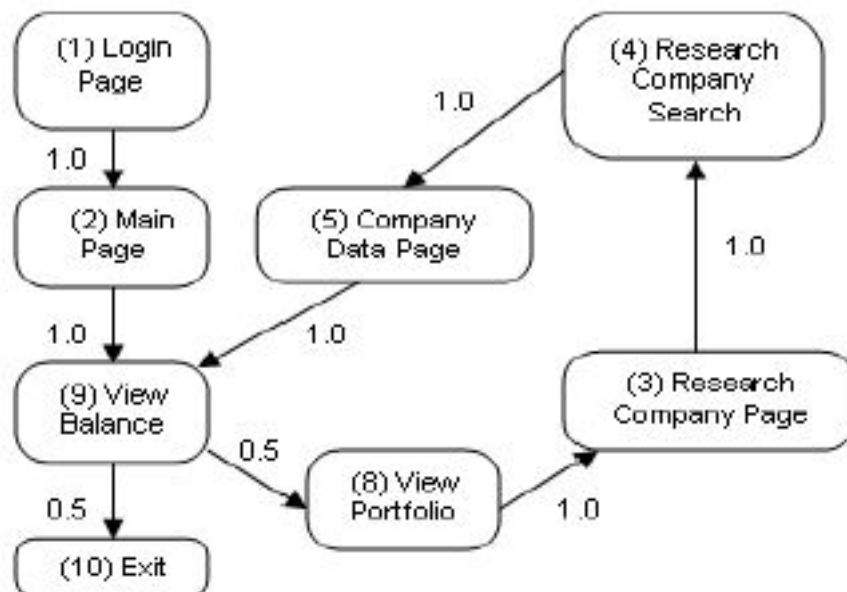 (1) Login
Page
(4) Research
Company
Search
1.0
1.0
(2) Main
Page
(5) Company
Data Page
1.0
1.0
1.0
(9) View
Balance
(3) Research
Company Page
0.5
(8) View
Portfolio
0.5
1.0
(10) Exit